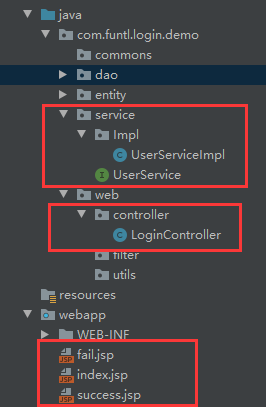 java
com.funtl.login.demo
commons
dao
entity
service
Impl
C UserServiceImpl
I UserService
web
controller
C LoginController
filter
utils
resources
webapp
WEB-INF
JSP fail.jsp
JSP index.jsp
JSP success.jsp